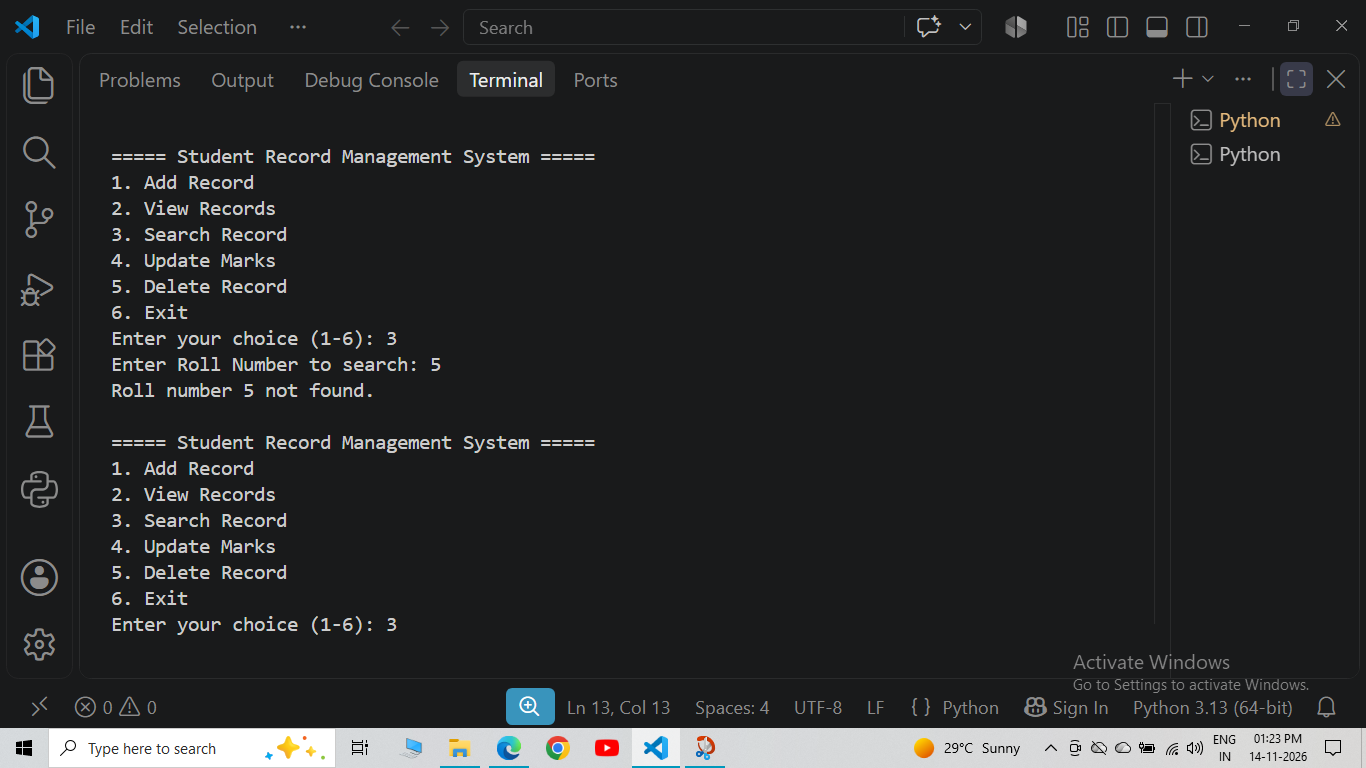 File Edit Selection ··· Search
Problems Output Debug Console Terminal Ports
Python
Python
===== Student Record Management System =====
1. Add Record
2. View Records
3. Search Record
4. Update Marks
5. Delete Record
6. Exit
Enter your choice (1-6): 3
Enter Roll Number to search: 5
Roll number 5 not found.
===== Student Record Management System =====
1. Add Record
2. View Records
3. Search Record
4. Update Marks
5. Delete Record
6. Exit
Enter your choice (1-6): 3
Activate Windows
Go to Settings to activate Windows.
0 0 Ln 13, Col 13 Spaces: 4 UTF-8 LF { } Python Sign In Python 3.13 (64-bit)
Type here to search 29°C Sunny ENG 01:23 PM
IN 14-11-2026